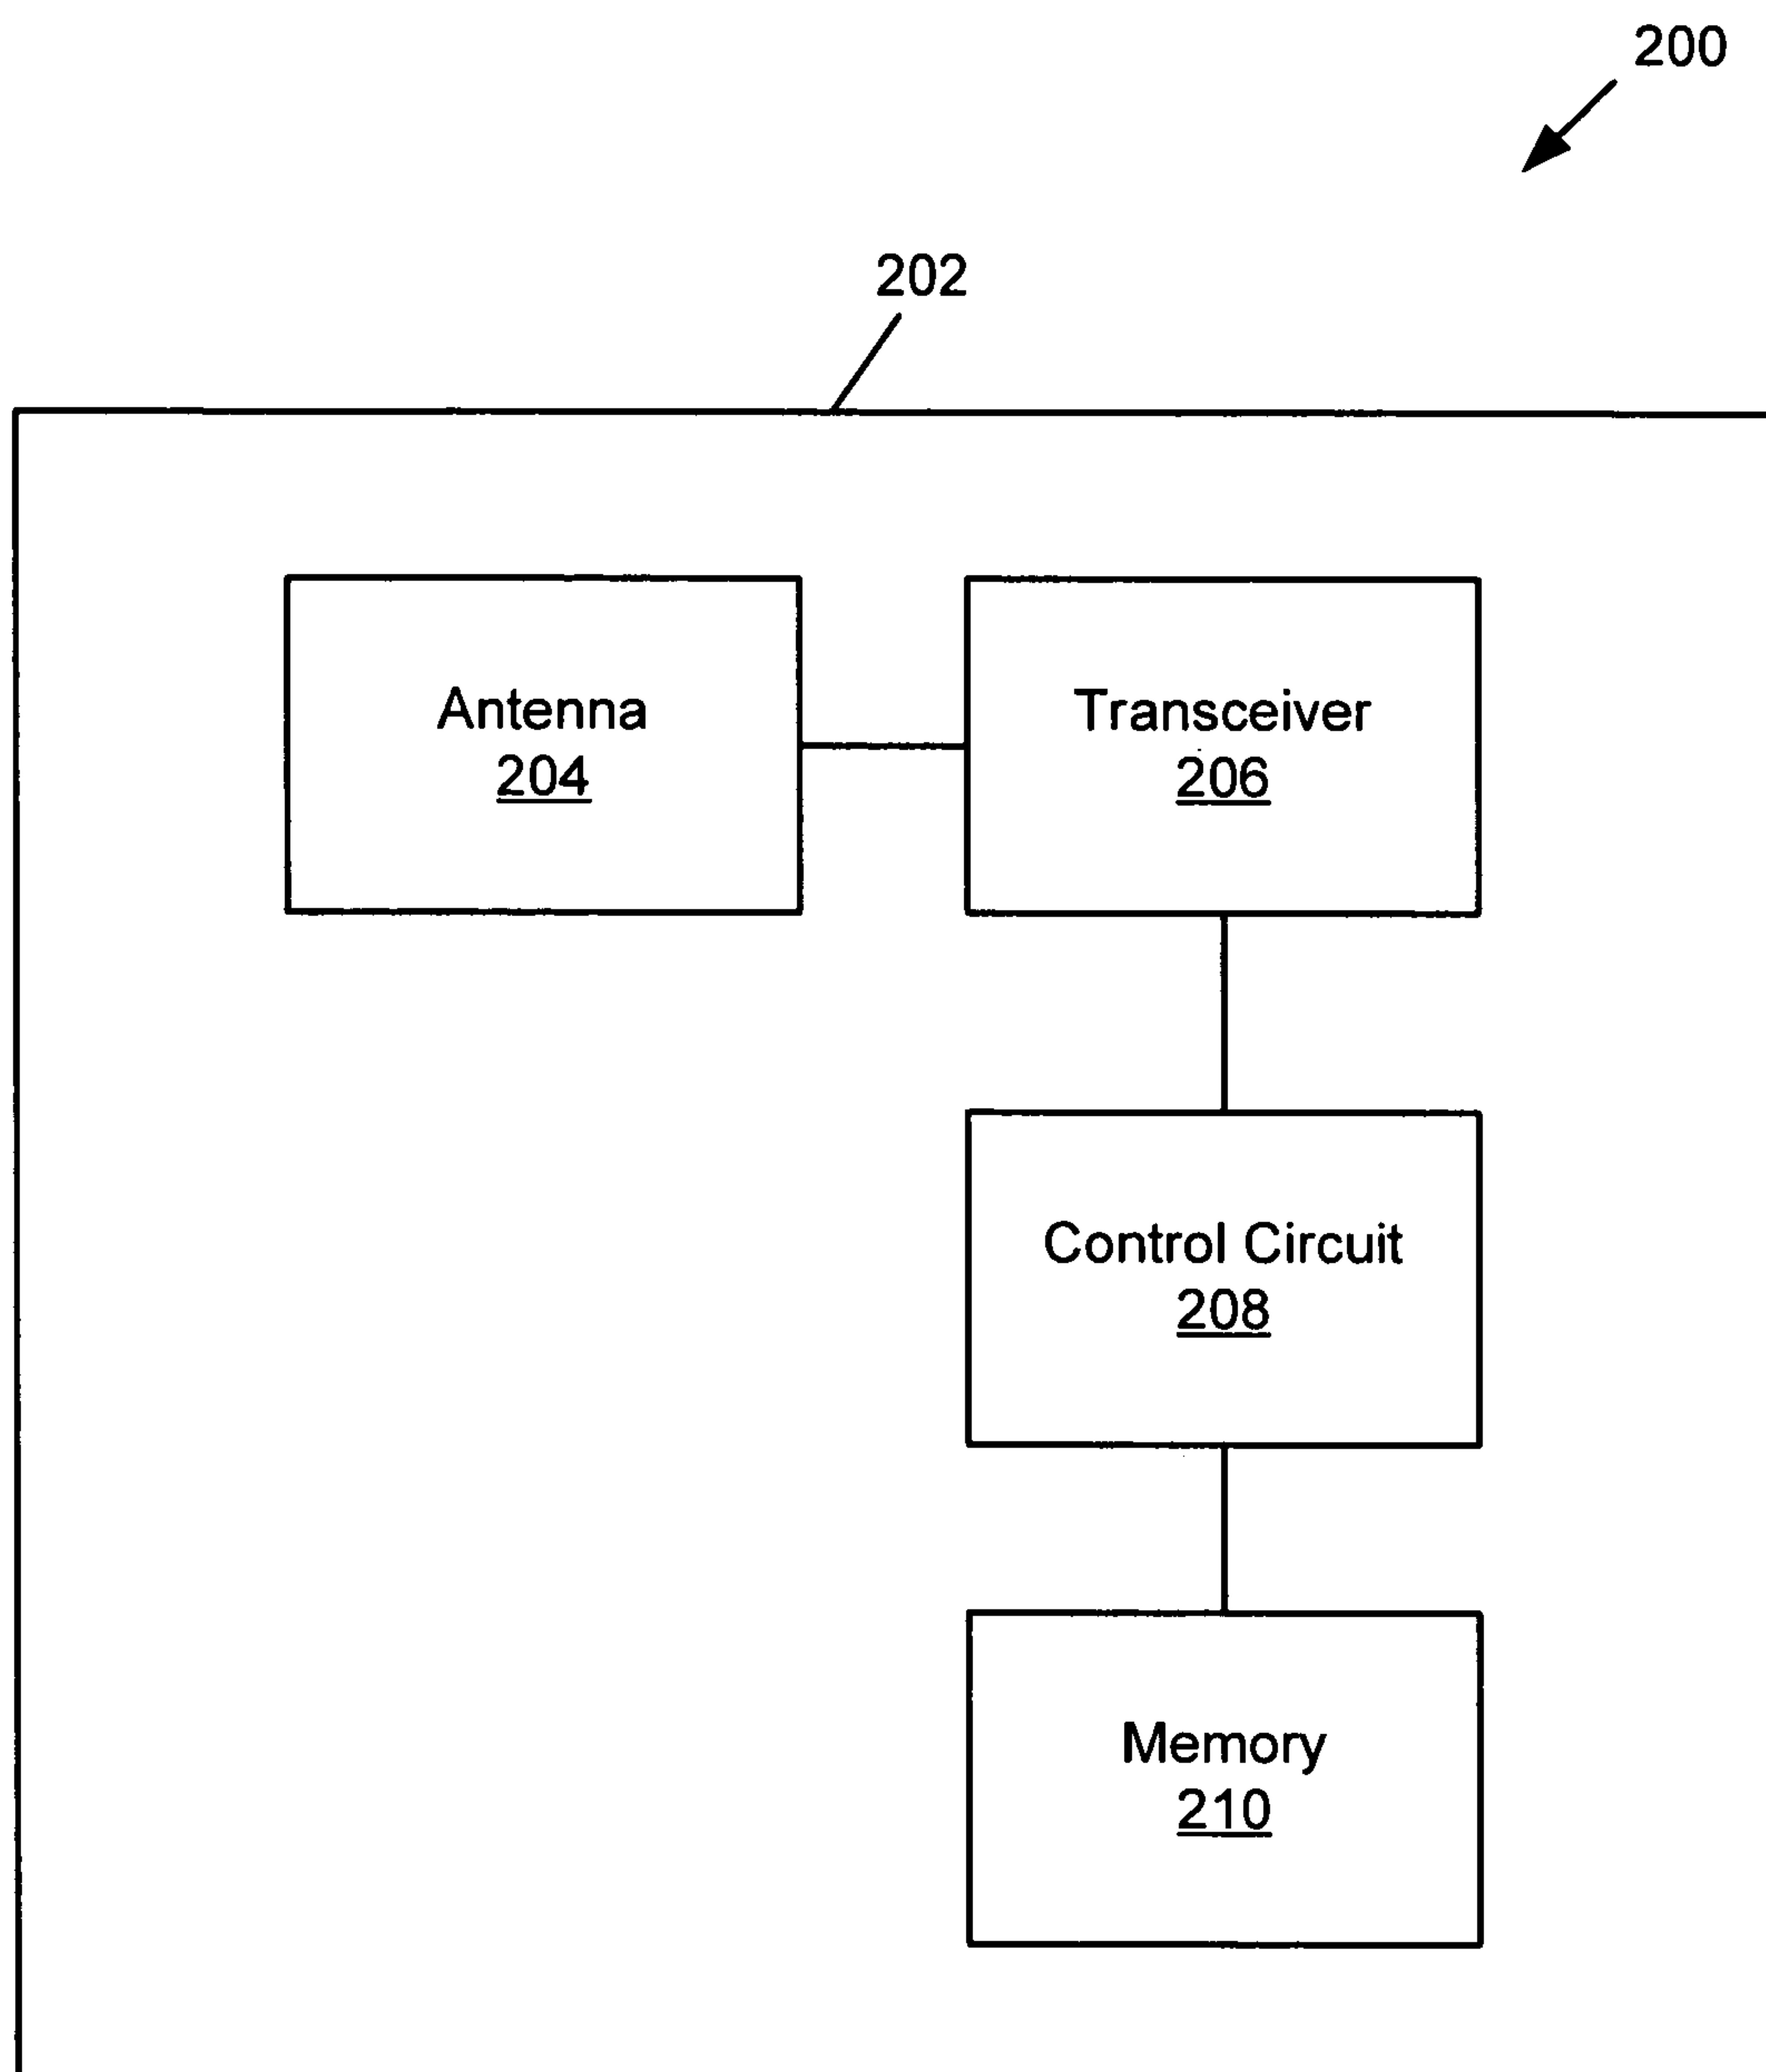 200
202
Antenna
204
Transceiver
206
Control Circuit
208
Memory
210